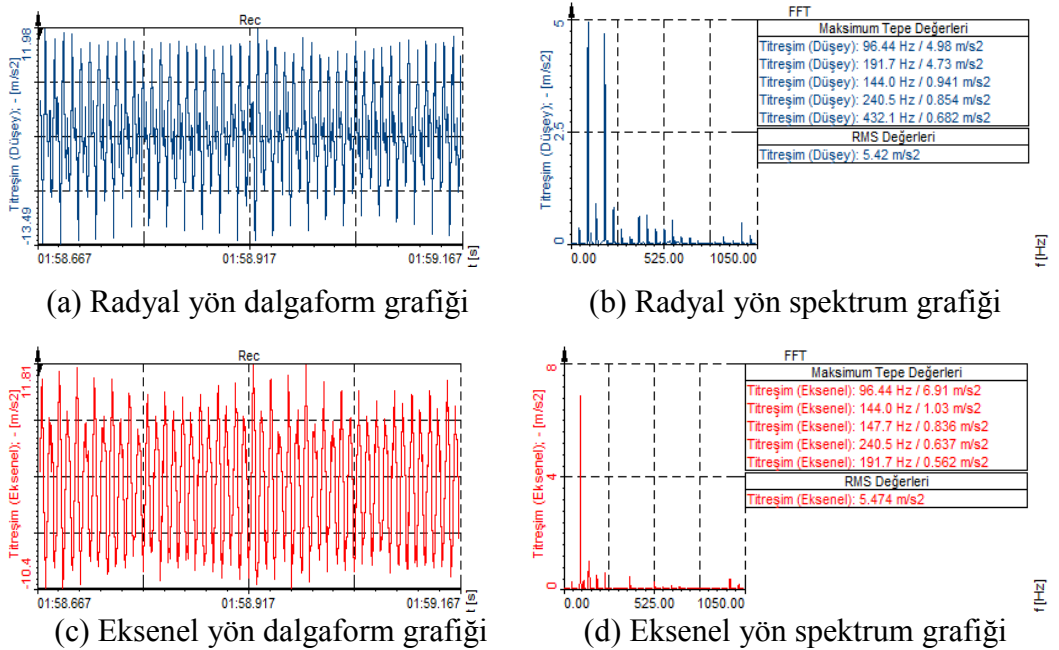 Rec
Titreşim (Düşey); - [m/s2]
11.98
-13.49
01:58.667
01:58.917
01:59.167
t [s]
(a) Radyal yön dalgaform grafiği
FFT
Titreşim (Düşey); - [m/s2]
5
2.5
0
0.00
525.00
1050.00
f [Hz]
Maksimum Tepe Değerleri
Titreşim (Düşey): 96.44 Hz / 4.98 m/s2
Titreşim (Düşey): 191.7 Hz / 4.73 m/s2
Titreşim (Düşey): 144.0 Hz / 0.941 m/s2
Titreşim (Düşey): 240.5 Hz / 0.854 m/s2
Titreşim (Düşey): 432.1 Hz / 0.682 m/s2
RMS Değerleri
Titreşim (Düşey): 5.42 m/s2
(b) Radyal yön spektrum grafiği
Rec
Titreşim (Eksenel); - [m/s2]
11.81
-10.4
01:58.667
01:58.917
01:59.167
t [s]
(c) Eksenel yön dalgaform grafiği
FFT
Titreşim (Eksenel); - [m/s2]
8
4
0
0.00
525.00
1050.00
f [Hz]
Maksimum Tepe Değerleri
Titreşim (Eksenel): 96.44 Hz / 6.91 m/s2
Titreşim (Eksenel): 144.0 Hz / 1.03 m/s2
Titreşim (Eksenel): 147.7 Hz / 0.836 m/s2
Titreşim (Eksenel): 240.5 Hz / 0.637 m/s2
Titreşim (Eksenel): 191.7 Hz / 0.562 m/s2
RMS Değerleri
Titreşim (Eksenel): 5.474 m/s2
(d) Eksenel yön spektrum grafiği